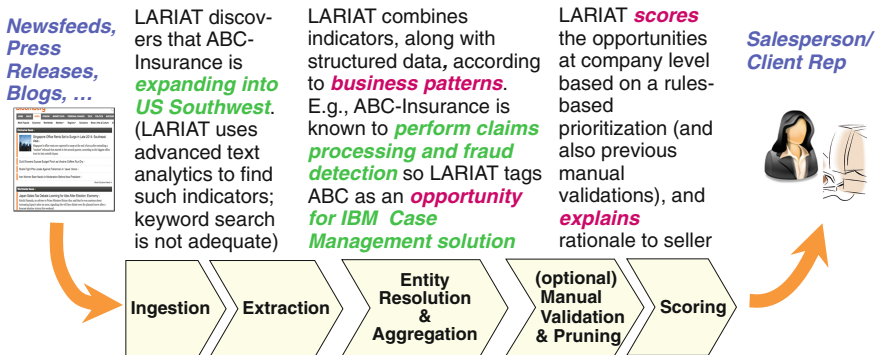 Newsfeeds,
Press
Releases,
Blogs, …
LARIAT discov-
ers that ABC-
Insurance is
expanding into
US Southwest.
(LARIAT uses
advanced text
analytics to find
such indicators;
keyword search
is not adequate)
LARIAT combines
indicators, along with
structured data, according
to business patterns.
E.g., ABC-Insurance is
known to perform claims
processing and fraud
detection so LARIAT tags
ABC as an opportunity
for IBM Case
Management solution
LARIAT scores
the opportunities
at company level
based on a rules-
based
prioritization (and
also previous
manual
validations), and
explains
rationale to seller
Salesperson/
Client Rep
Ingestion
Extraction
Entity
Resolution
&
Aggregation
(optional)
Manual
Validation
& Pruning
Scoring